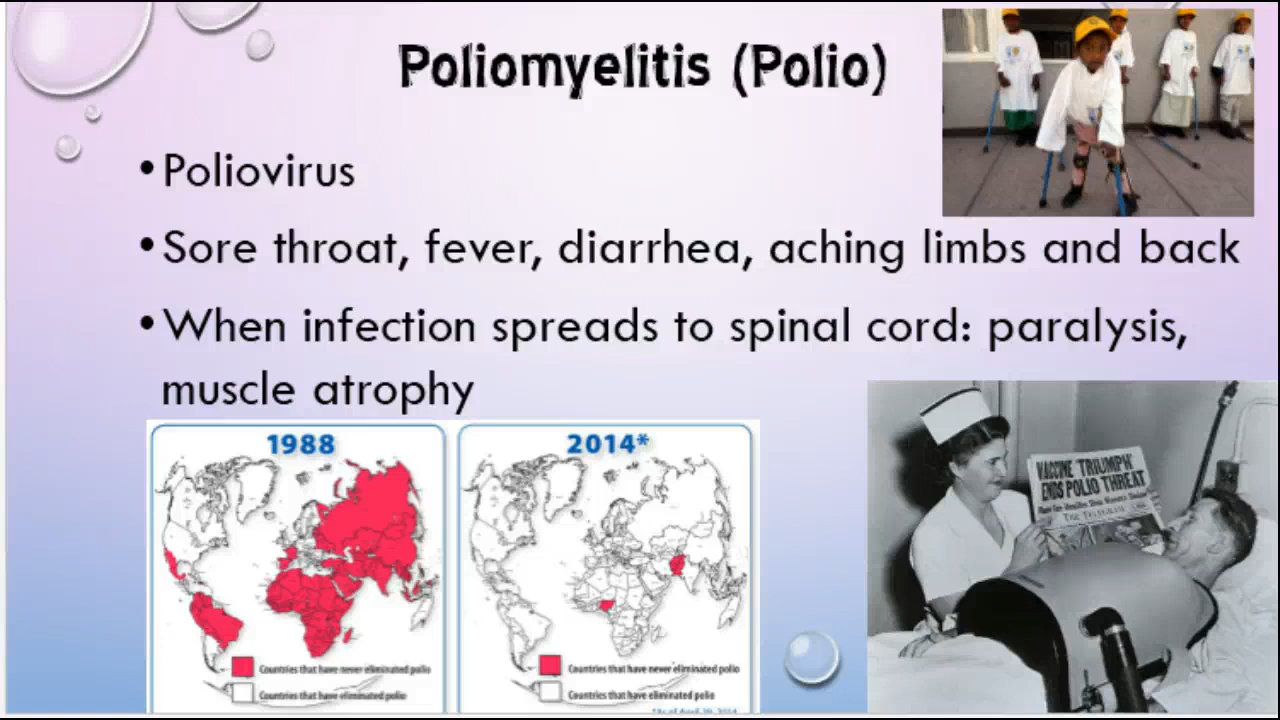 Poliomyelitis (Polio)
•Poliovirus
•Sore throat, fever, diarrhea, aching limbs and back
•When infection spreads to spinal cord: paralysis,
muscle atrophy
1988
Countries that have never eliminated polio
Countries that have eliminated polio
2014*
Countries that have never eliminated polio
Countries that have eliminated polio
VACCINE 'TRIUMPH'
ENDS POLIO THREAT
THE TELEGRAM